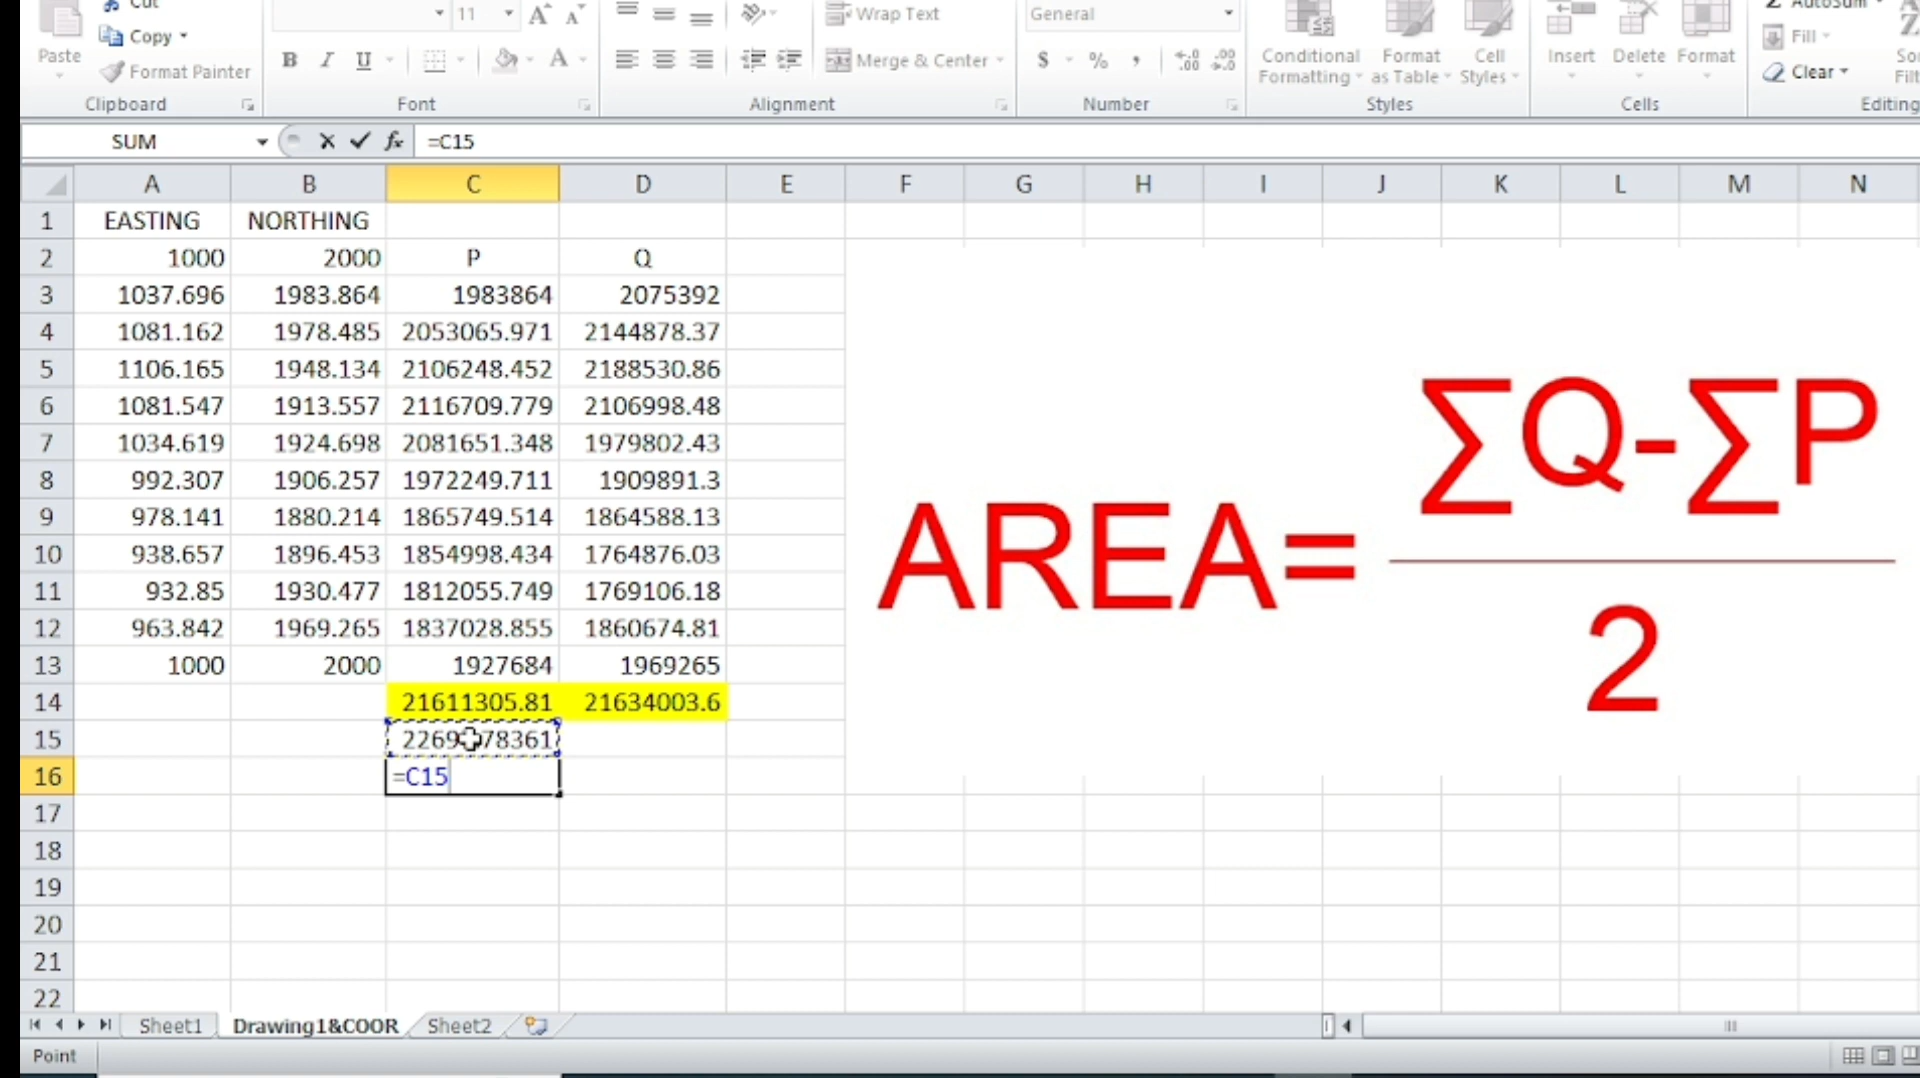 Cut
11
Wrap Text
General
AutoSum
Paste
Copy
Format Painter
B I U
A
Merge & Center
$ % ,
Conditional Formatting
Format as Table
Cell Styles
Insert
Delete
Format
Fill
Clear
Clipboard
Font
Alignment
Number
Styles
Cells
Editing
SUM fx =C15
A B C D E F G H I J K L M N
1 EASTING NORTHING
2 1000 2000 P Q
3 1037.696 1983.864 1983864 2075392
4 1081.162 1978.485 2053065.971 2144878.37
5 1106.165 1948.134 2106248.452 2188530.86
6 1081.547 1913.557 2116709.779 2106998.48
7 1034.619 1924.698 2081651.348 1979802.43
8 992.307 1906.257 1972249.711 1909891.3
9 978.141 1880.214 1865749.514 1864588.13
10 938.657 1896.453 1854998.434 1764876.03
11 932.85 1930.477 1812055.749 1769106.18
12 963.842 1969.265 1837028.855 1860674.81
13 1000 2000 1927684 1969265
14 21611305.81 21634003.6
15
16 =C15
17
18
19
20
21
22
∑Q-∑P
AREA=
2
Sheet1 Drawing1&COOR Sheet2
Point